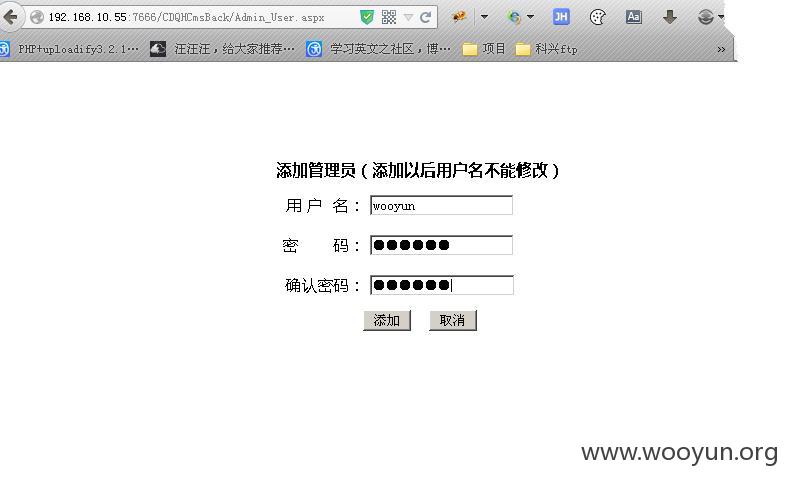 192.168.10.55:7666/CDQHCmsBack/Admin_User.aspx
JH
Aa
PHP+uploadify3.2.1… 汪汪汪，给大家推荐… 学习英文之社区，博… 项目 科兴ftp »
添加管理员（添加以后用户名不能修改）
用 户 名： wooyun
密 码： ●●●●●●
确认密码： ●●●●●●
添加 取消
www.wooyun.org